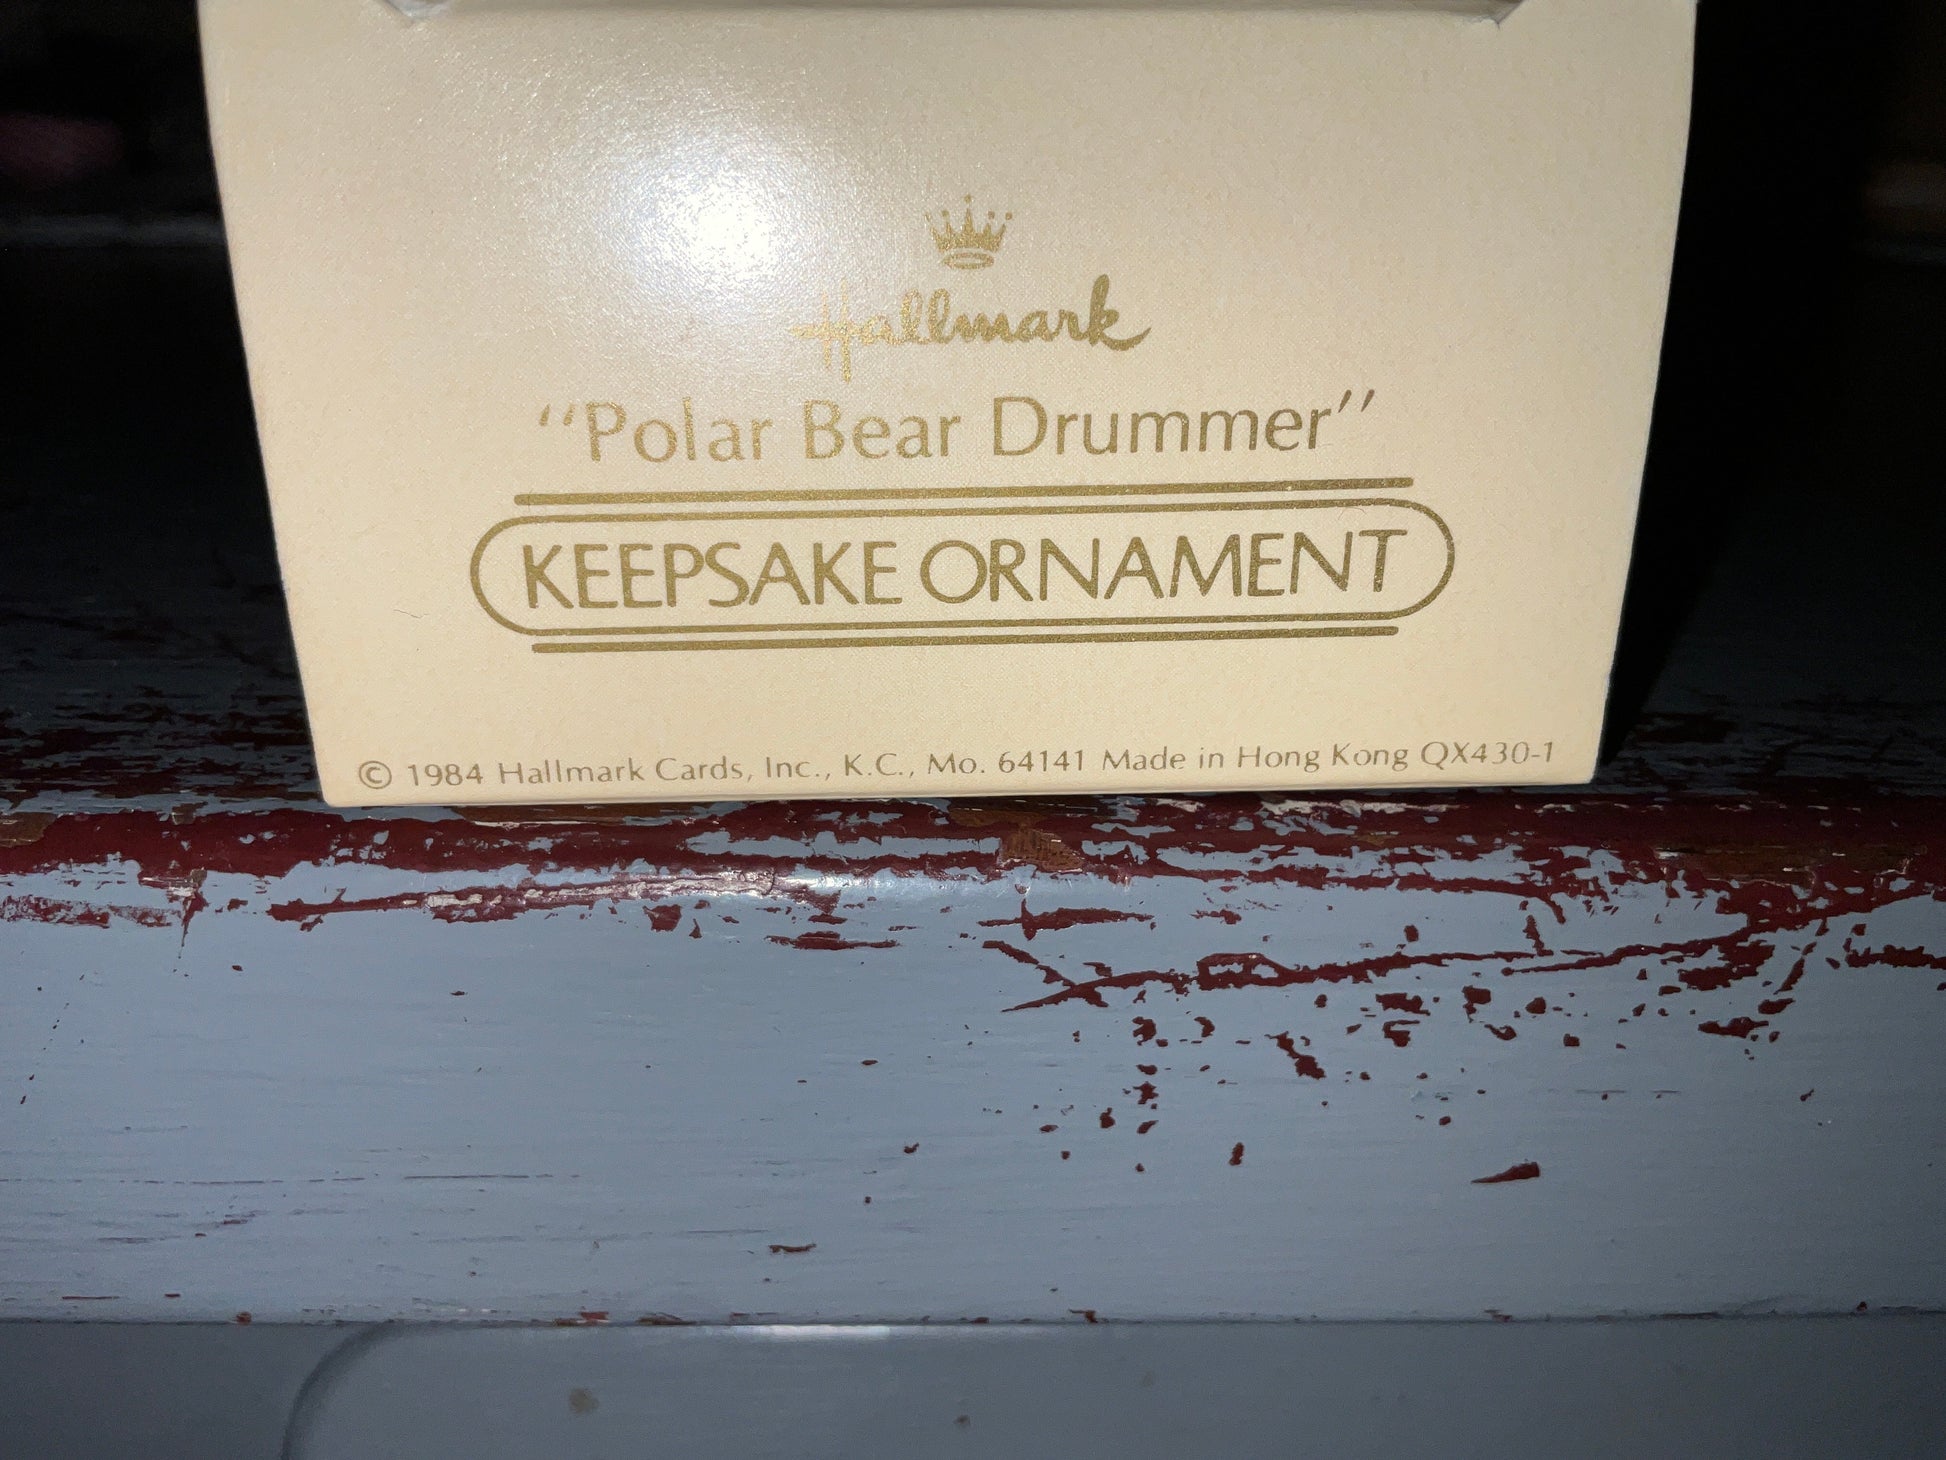 Hallmark
"Polar Bear Drummer"
KEEPSAKE ORNAMENT
© 1984 Hallmark Cards, Inc., K.C., Mo. 64141 Made in Hong Kong QX430-1